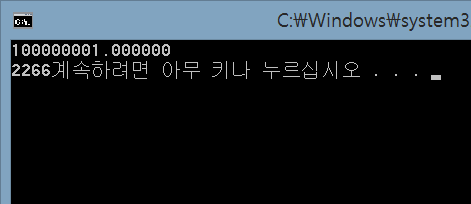 C:\Windows\system3
100000001.000000
2266계속하려면 아무 키나 누르십시오 . . .